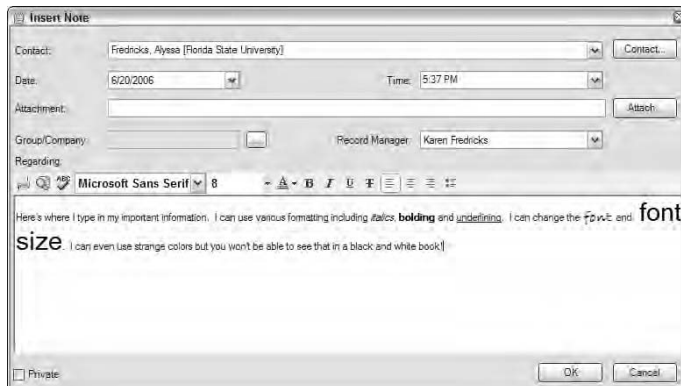 Insert Note
Contact: Fredricks, Alyssa [Florida State University] Contact...
Date: 6/20/2006 Time: 5:37 PM
Attachment: Attach...
Group/Company ... Record Manager Karen Fredricks
Regarding:
ABC Microsoft Sans Serif 8 A B I U T
Here's where I type in my important information. I can use various formatting including italics, bolding and underlining. I can change the font and font
size. I can even use strange colors but you won't be able to see that in a black and white book!
Private OK Cancel